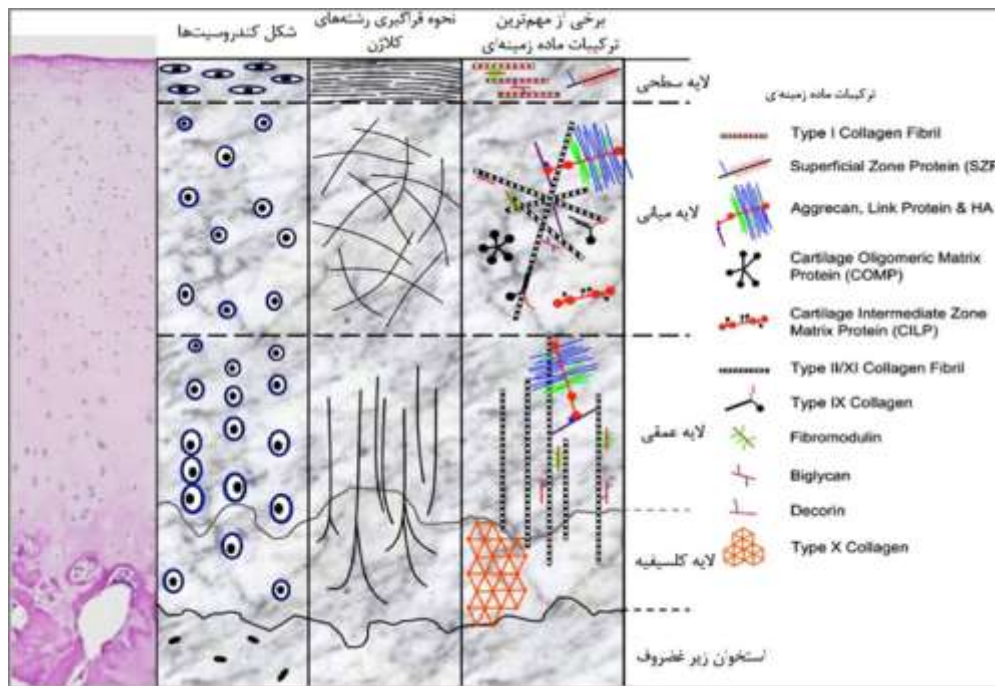 شکل کندروسیت‌ها
نحوه قراگیری رشته‌های
کلاژن
برخی از مهم‌ترین
ترکیبات ماده زمینه‌ای
لایه سطحی
لایه میانی
لایه عمقی
لایه کلسیفیه
استخوان زیر غضروف
ترکیبات ماده زمینه‌ای
Type I Collagen Fibril
Superficial Zone Protein (SZP
Aggrecan, Link Protein & HA
Cartilage Oligomeric Matrix
Protein (COMP)
Cartilage Intermediate Zone
Matrix Protein (CILP)
Type II/XI Collagen Fibril
Type IX Collagen
Fibromodulin
Biglycan
Decorin
Type X Collagen